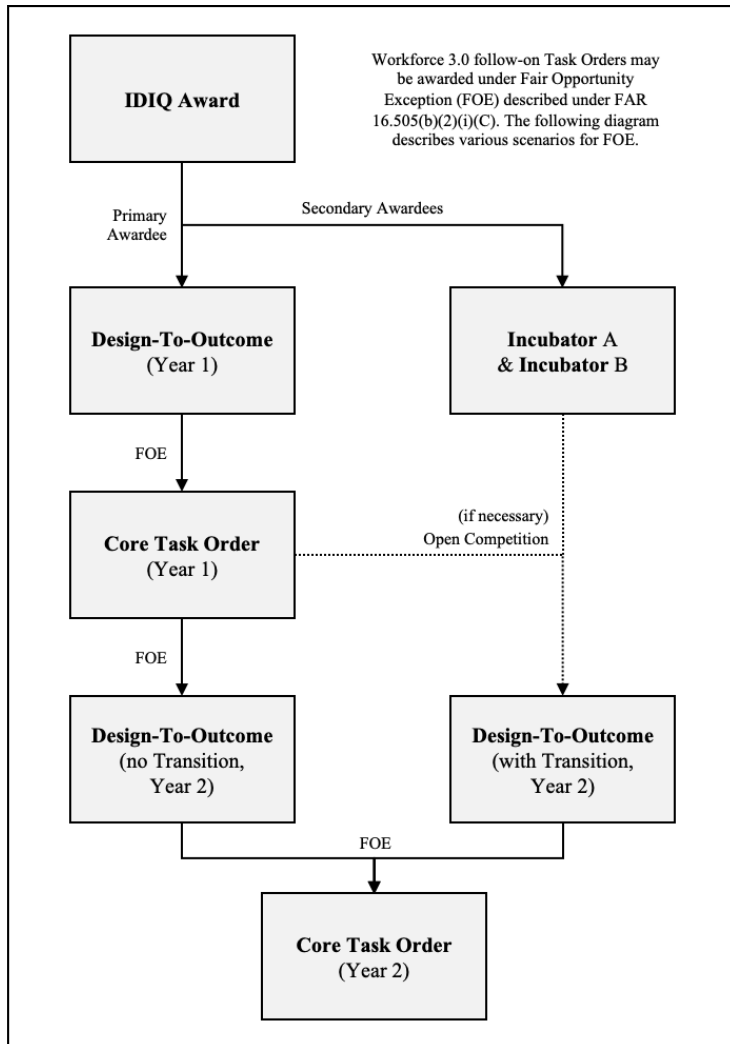 IDIQ Award
Workforce 3.0 follow-on Task Orders may
be awarded under Fair Opportunity
Exception (FOE) described under FAR
16.505(b)(2)(i)(C). The following diagram
describes various scenarios for FOE.
Primary
Awardee
Secondary Awardees
Design-To-Outcome
(Year 1)
Incubator A
& Incubator B
FOE
Core Task Order
(Year 1)
(if necessary)
Open Competition
FOE
Design-To-Outcome
(no Transition,
Year 2)
Design-To-Outcome
(with Transition,
Year 2)
FOE
Core Task Order
(Year 2)